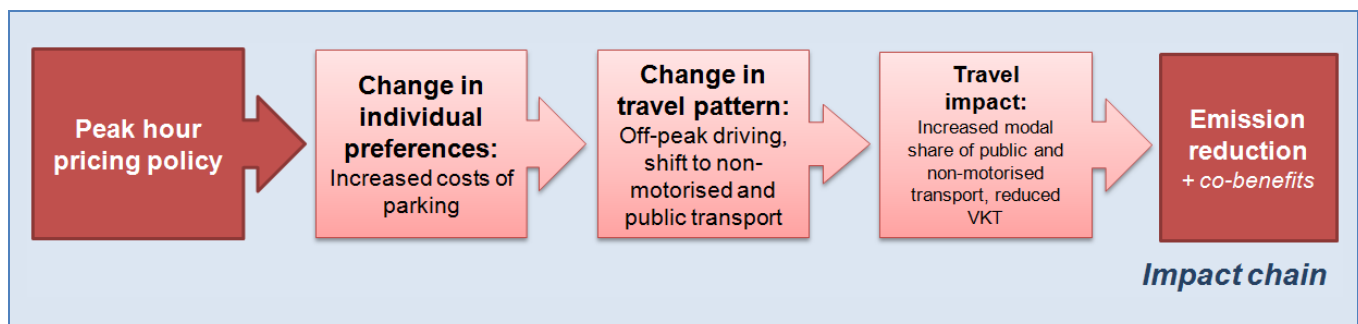 Peak hour
pricing policy
Change in
individual
preferences:
Increased costs of
parking
Change in
travel pattern:
Off-peak driving,
shift to non-
motorised and
public transport
Travel
impact:
Increased modal
share of public and
non-motorised
transport, reduced
VKT
Emission
reduction
+ co-benefits
Impact chain